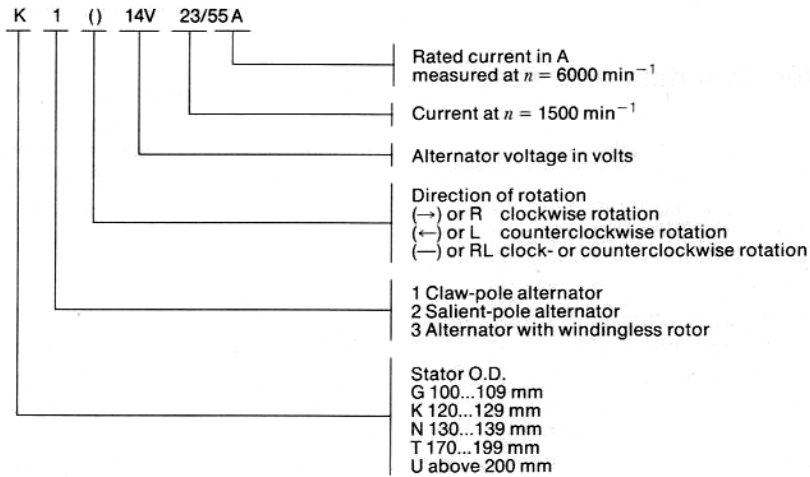 K 1 () 14V 23/55A
Rated current in A
measured at n = 6000 min⁻¹
Current at n = 1500 min⁻¹
Alternator voltage in volts
Direction of rotation
(→) or R clockwise rotation
(←) or L counterclockwise rotation
(—) or RL clock- or counterclockwise rotation
1 Claw-pole alternator
2 Salient-pole alternator
3 Alternator with windingless rotor
Stator O.D.
G 100...109 mm
K 120...129 mm
N 130...139 mm
T 170...199 mm
U above 200 mm